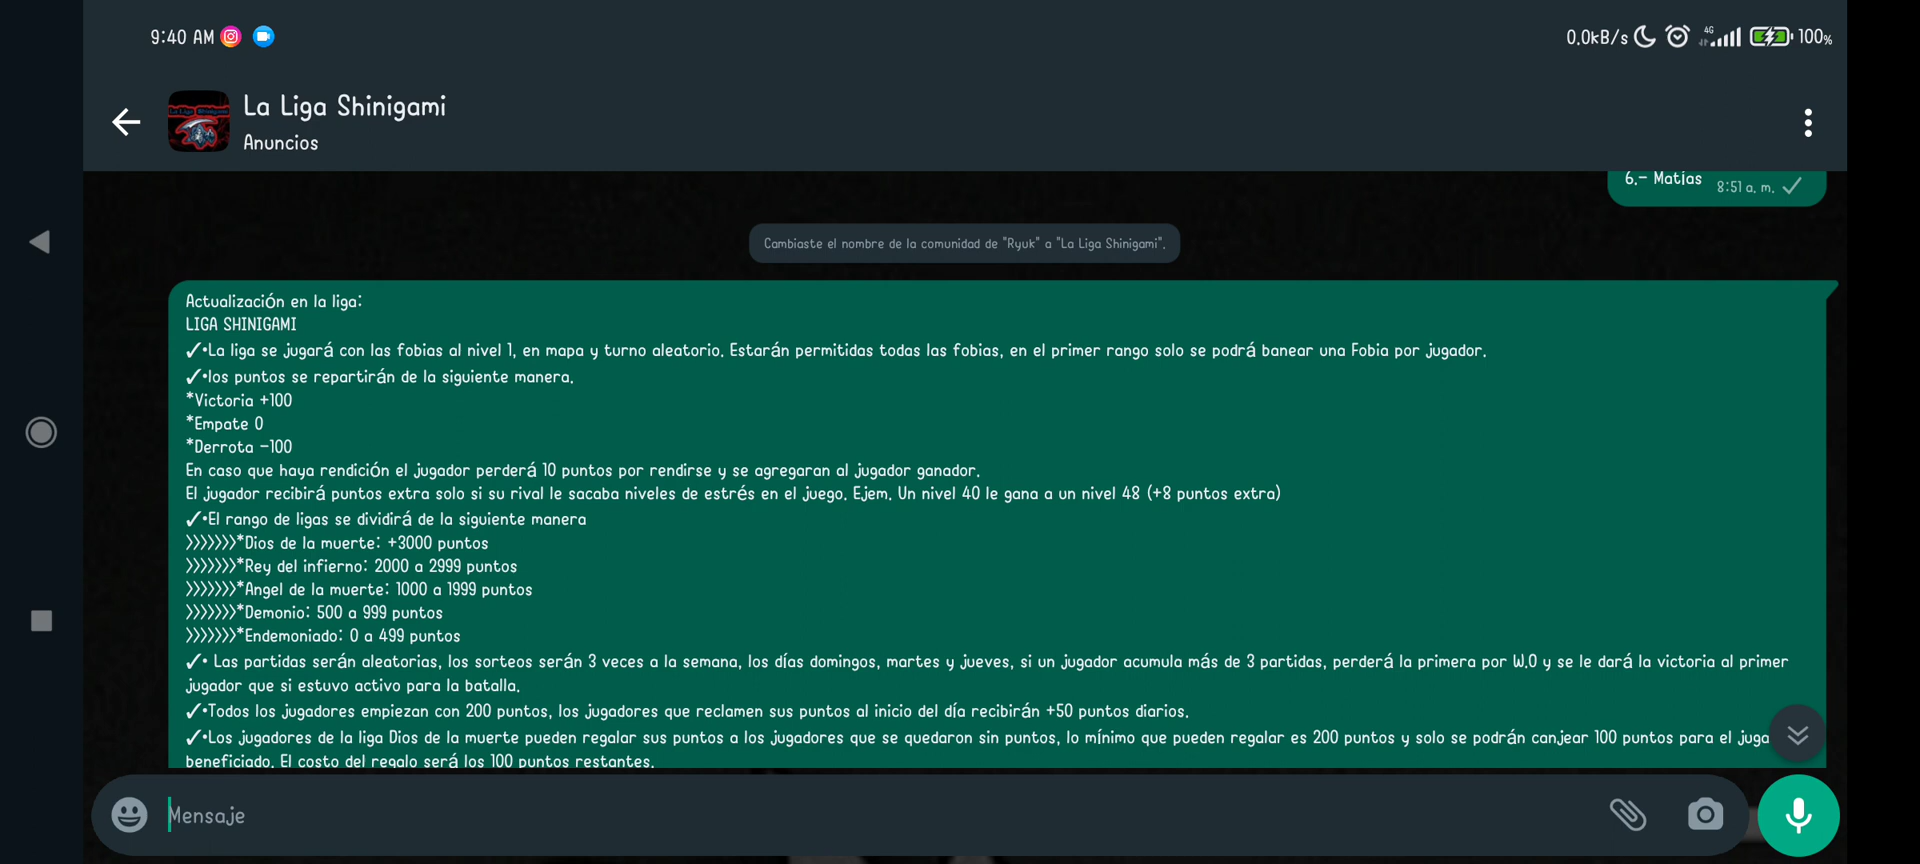 9:40 AM
0.0kB/s 4G 100%
La Liga Shinigami
Anuncios
6.- Matías 8:51 a. m.
Cambiaste el nombre de la comunidad de "Ryuk" a "La Liga Shinigami".
Actualización en la liga:
LIGA SHINIGAMI
✓•La liga se jugará con las fobias al nivel 1, en mapa y turno aleatorio. Estarán permitidas todas las fobias, en el primer rango solo se podrá banear una Fobia por jugador.
✓•los puntos se repartirán de la siguiente manera.
*Victoria +100
*Empate 0
*Derrota -100
En caso que haya rendición el jugador perderá 10 puntos por rendirse y se agregaran al jugador ganador.
El jugador recibirá puntos extra solo si su rival le sacaba niveles de estrés en el juego. Ejem. Un nivel 40 le gana a un nivel 48 (+8 puntos extra)
✓•El rango de ligas se dividirá de la siguiente manera
>>>>>>>*Dios de la muerte: +3000 puntos
>>>>>>>*Rey del infierno: 2000 a 2999 puntos
>>>>>>>*Angel de la muerte: 1000 a 1999 puntos
>>>>>>>*Demonio: 500 a 999 puntos
>>>>>>>*Endemoniado: 0 a 499 puntos
✓• Las partidas serán aleatorias, los sorteos serán 3 veces a la semana, los días domingos, martes y jueves, si un jugador acumula más de 3 partidas, perderá la primera por W.O y se le dará la victoria al primer
jugador que si estuvo activo para la batalla.
✓•Todos los jugadores empiezan con 200 puntos, los jugadores que reclamen sus puntos al inicio del día recibirán +50 puntos diarios.
✓•Los jugadores de la liga Dios de la muerte pueden regalar sus puntos a los jugadores que se quedaron sin puntos, lo mínimo que pueden regalar es 200 puntos y solo se podrán canjear 100 puntos para el juga
beneficiado. El costo del regalo será los 100 puntos restantes.
Mensaje